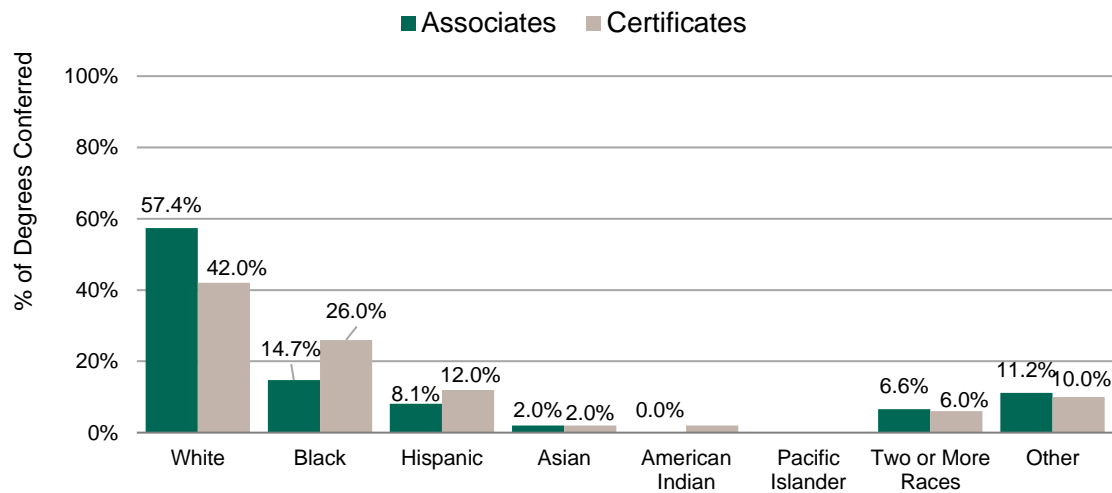 Associates Certificates
% of Degrees Conferred
100%
80%
60%
40%
20%
0%
57.4%
42.0%
14.7%
26.0%
8.1%
12.0%
2.0%
2.0%
0.0%
6.6%
6.0%
11.2%
10.0%
White
Black
Hispanic
Asian
American
Indian
Pacific
Islander
Two or More
Races
Other